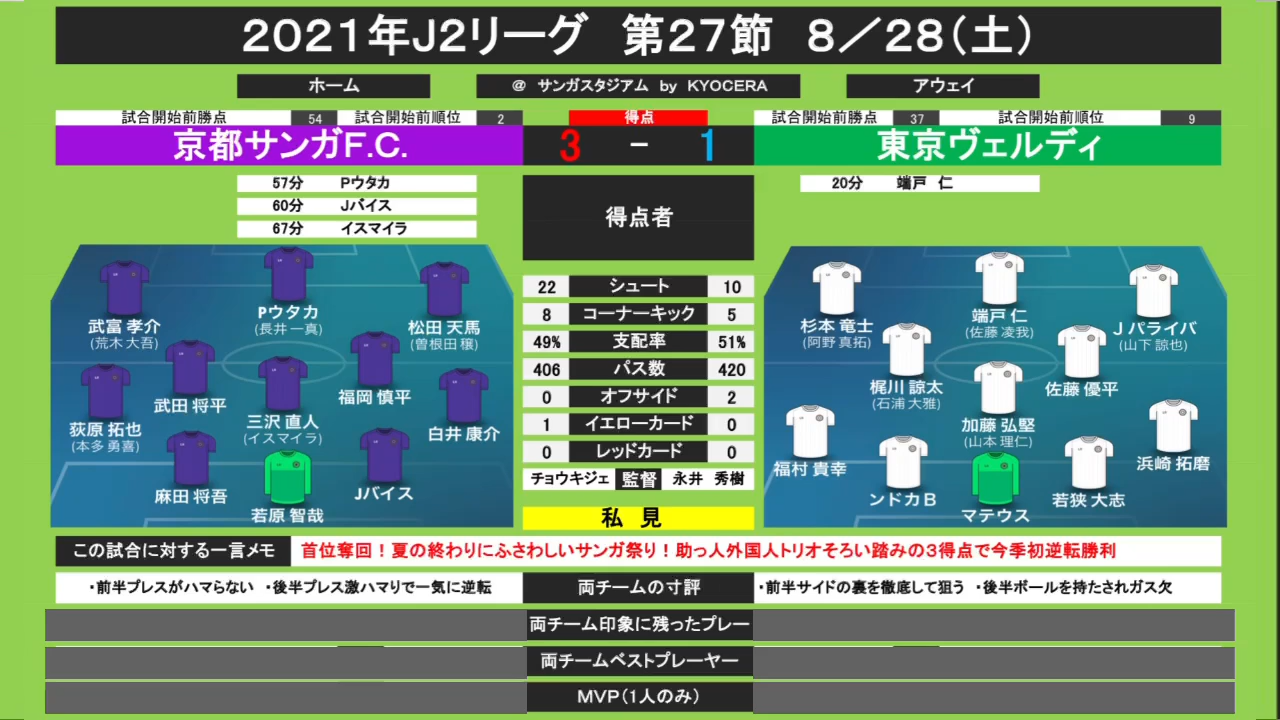 2021年J2リーグ 第27節 8／28(土)
ホーム
＠ サンガスタジアム by KYOCERA
アウェイ
試合開始前勝点 54 試合開始前順位 2
得点
試合開始前勝点 37 試合開始前順位 9
京都サンガF.C.
3 － 1
東京ヴェルディ
57分 Pウタカ
60分 Jバイス
67分 イスマイラ
得点者
20分 端戸 仁
22 シュート 10
8 コーナーキック 5
49% 支配率 51%
406 パス数 420
0 オフサイド 2
1 イエローカード 0
0 レッドカード 0
チョウキジェ 監督 永井 秀樹
私 見
武富 孝介
(荒木 大吾)
Pウタカ
(長井 一真)
松田 天馬
(曽根田 穣)
武田 将平
福岡 慎平
荻原 拓也
(本多 勇喜)
三沢 直人
(イスマイラ)
白井 康介
麻田 将吾
Jバイス
若原 智哉
杉本 竜士
(阿野 真拓)
端戸 仁
(佐藤 凌我)
J パライバ
(山下 諒也)
梶川 諒太
(石浦 大雅)
佐藤 優平
加藤 弘堅
(山本 理仁)
福村 貴幸
浜崎 拓磨
ンドカB
若狭 大志
マテウス
この試合に対する一言メモ
首位奪回！夏の終わりにふさわしいサンガ祭り！助っ人外国人トリオそろい踏みの３得点で今季初逆転勝利
・前半プレスがハマらない ・後半プレス激ハマりで一気に逆転
両チームの寸評
・前半サイドの裏を徹底して狙う ・後半ボールを持たされガス欠
両チーム印象に残ったプレー
両チームベストプレーヤー
MVP(1人のみ)